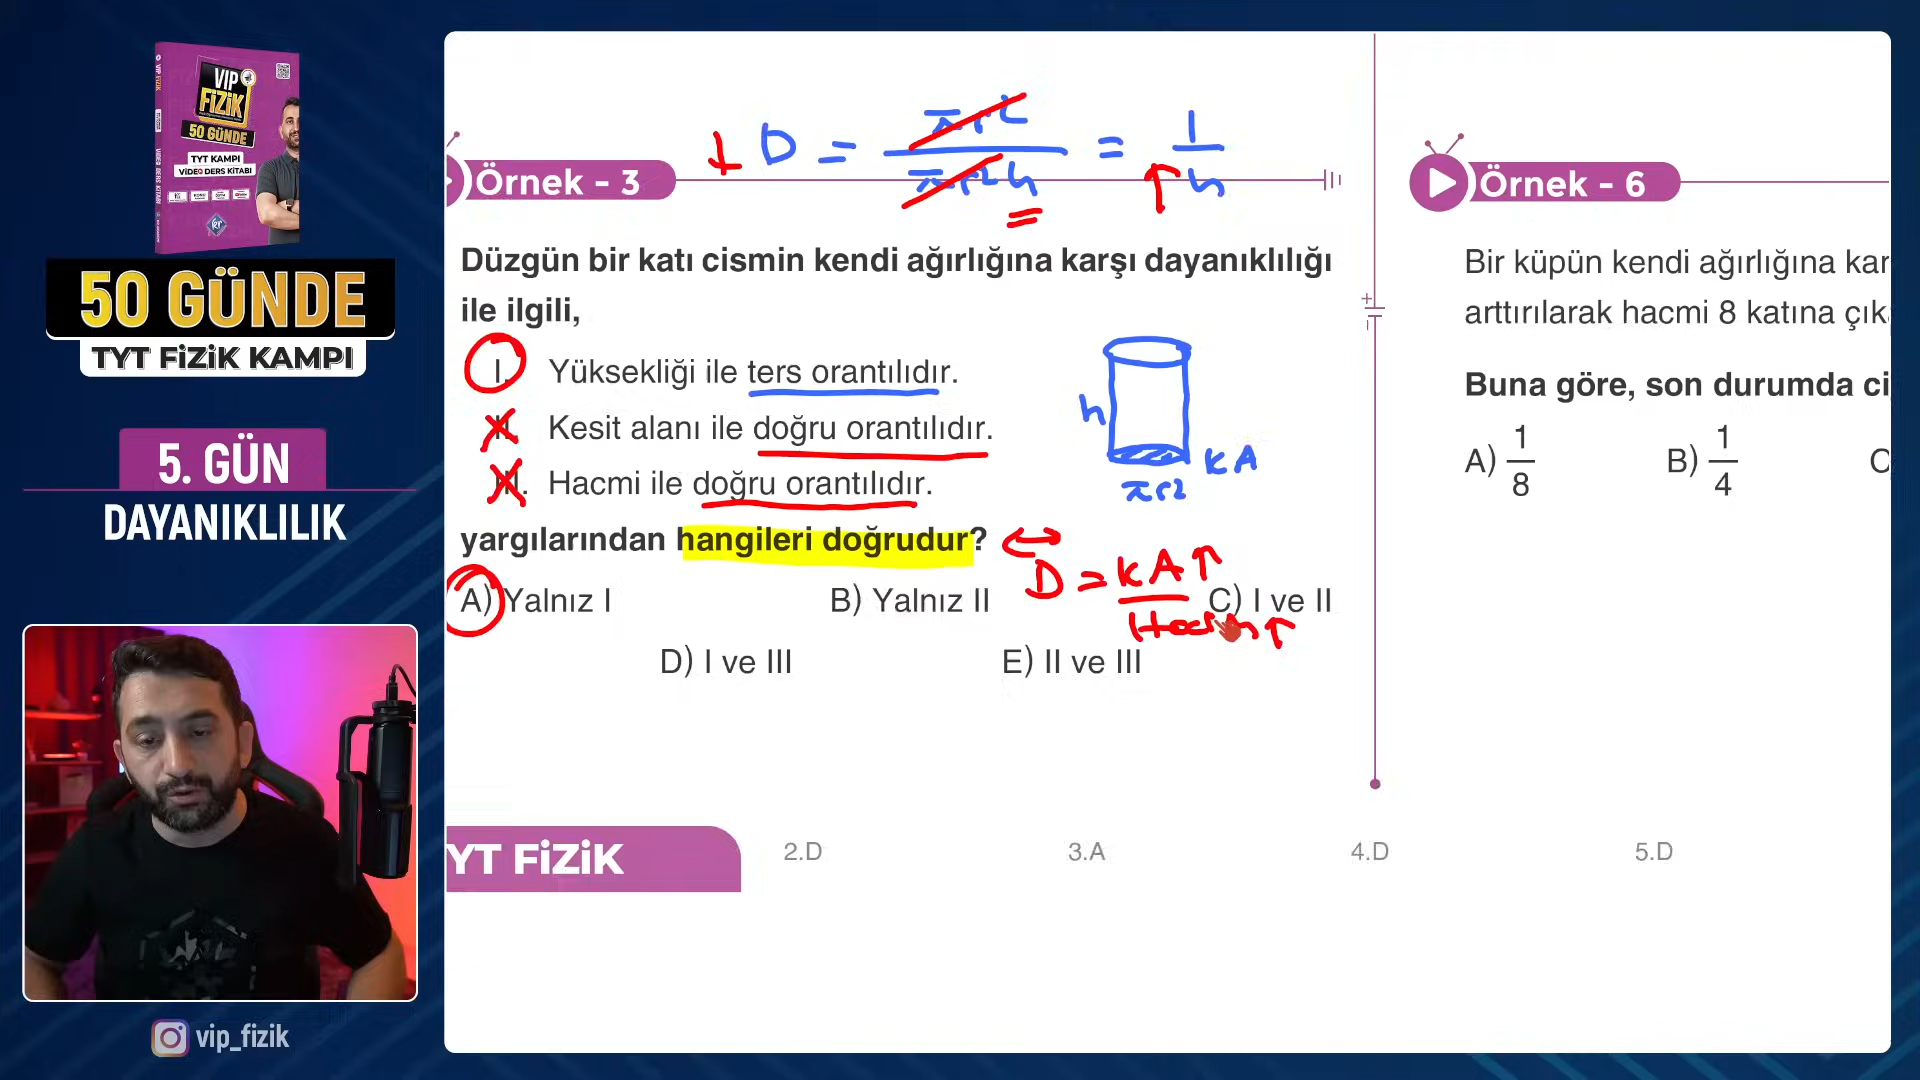 VIP
FİZİK
50 GÜNDE
TYT KAMPI
VİDEO DERS KİTABI
50 GÜNDE
TYT FİZİK KAMPI
5. GÜN
DAYANIKLILIK
vip_fizik
D = πr² / πr²h = 1 / h
Örnek - 3
Düzgün bir katı cismin kendi ağırlığına karşı dayanıklılığı
ile ilgili,
I. Yüksekliği ile ters orantılıdır.
II. Kesit alanı ile doğru orantılıdır.
III. Hacmi ile doğru orantılıdır.
h
KA
πr²
yargılarından hangileri doğrudur?
D = KA↑ / Hacim↑
A) Yalnız I B) Yalnız II C) I ve II
D) I ve III E) II ve III
YT FİZİK
2.D 3.A 4.D 5.D
Örnek - 6
Bir küpün kendi ağırlığına kar
arttırılarak hacmi 8 katına çık
Buna göre, son durumda ci
A) 1/8 B) 1/4 C